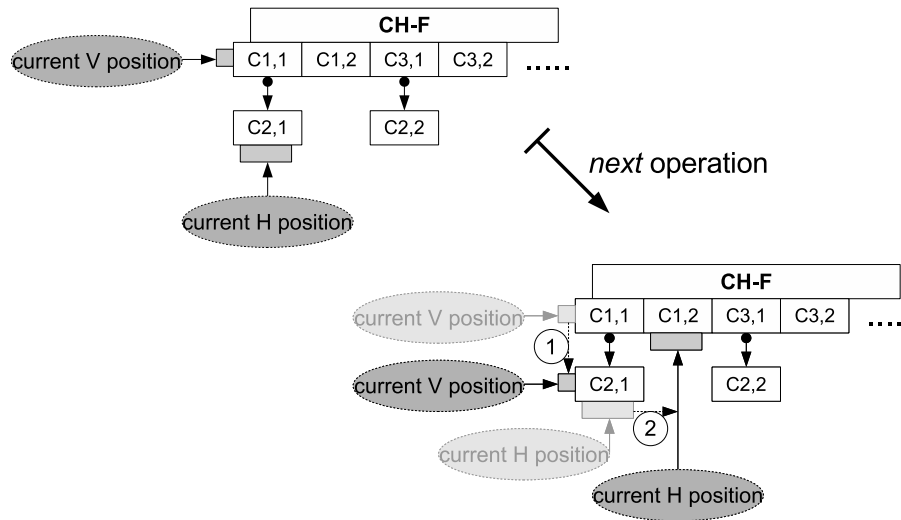 CH-F
current V position
C1,1 C1,2 C3,1 C3,2 .....
C2,1 C2,2
next operation
current H position
CH-F
current V position
C1,1 C1,2 C3,1 C3,2 .....
1
current V position
C2,1 C2,2
2
current H position
current H position